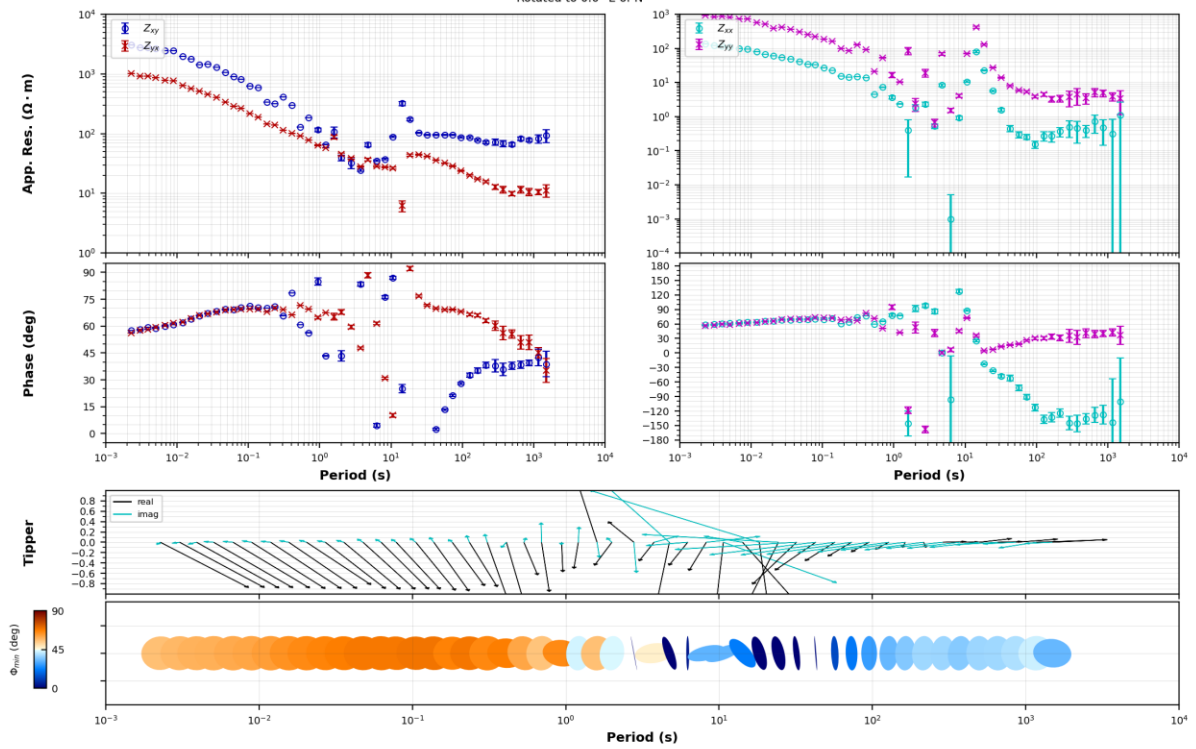 Rotated to 0.0° E of N
App. Res. (Ω · m)
10⁴
10³
10²
10¹
10⁰
Zxy
Zyx
10³
10²
10¹
10⁰
10⁻¹
10⁻²
10⁻³
10⁻⁴
Zxx
Zyy
Phase (deg)
90
75
60
45
30
15
0
10⁻³ 10⁻² 10⁻¹ 10⁰ 10¹ 10² 10³ 10⁴
Period (s)
180
150
120
90
60
30
0
−30
−60
−90
−120
−150
−180
10⁻³ 10⁻² 10⁻¹ 10⁰ 10¹ 10² 10³ 10⁴
Period (s)
Tipper
0.8
0.6
0.4
0.2
0.0
−0.2
−0.4
−0.6
−0.8
real
imag
Φmin (deg)
90
45
0
10⁻³ 10⁻² 10⁻¹ 10⁰ 10¹ 10² 10³ 10⁴
Period (s)